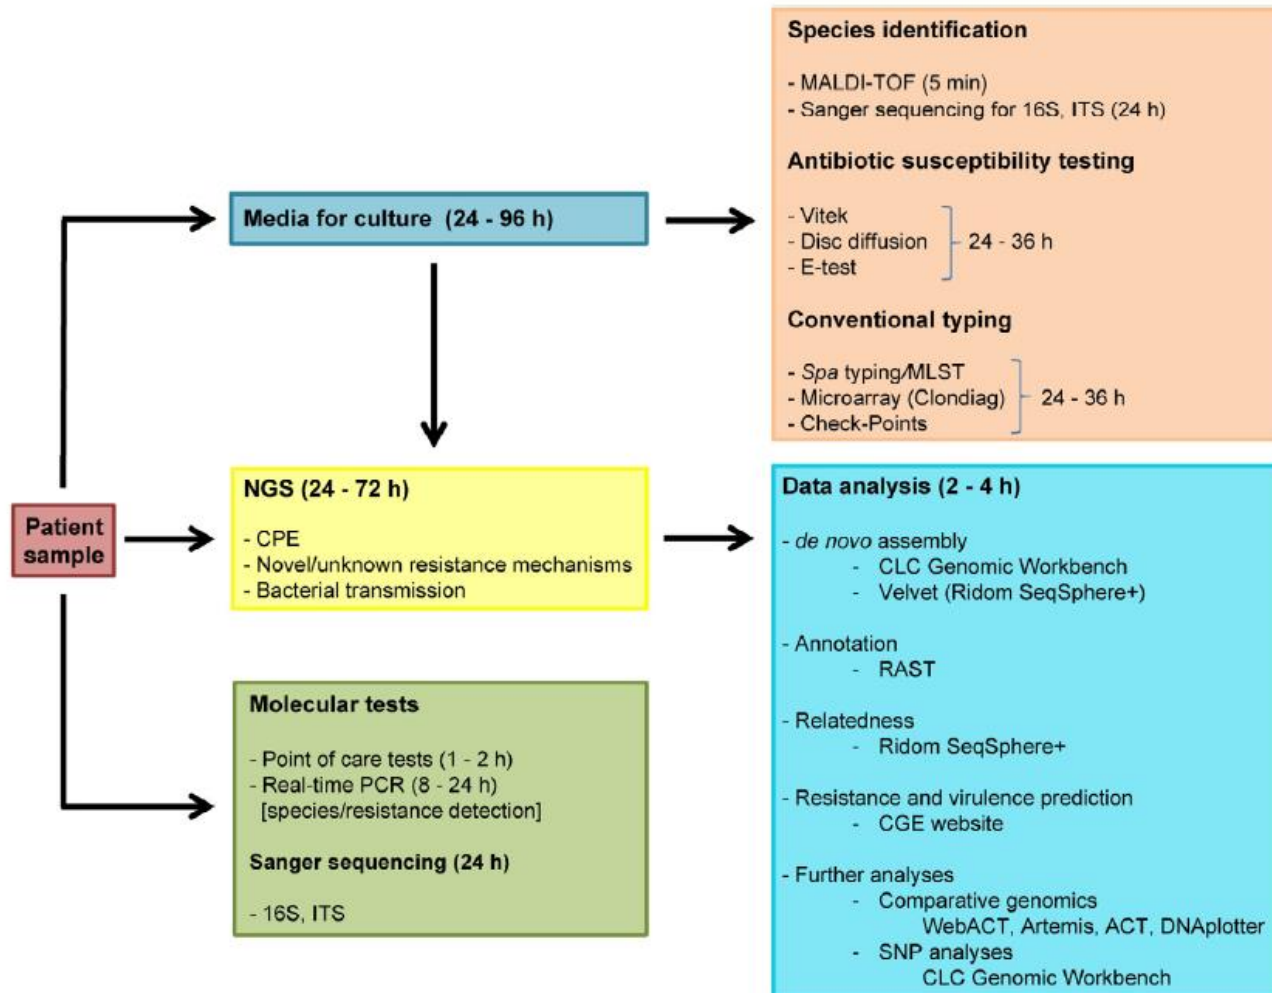 Patient
sample
Media for culture (24 - 96 h)
NGS (24 - 72 h)
- CPE
- Novel/unknown resistance mechanisms
- Bacterial transmission
Molecular tests
- Point of care tests (1 - 2 h)
- Real-time PCR (8 - 24 h)
[species/resistance detection]
Sanger sequencing (24 h)
- 16S, ITS
Species identification
- MALDI-TOF (5 min)
- Sanger sequencing for 16S, ITS (24 h)
Antibiotic susceptibility testing
- Vitek
- Disc diffusion
- E-test
24 - 36 h
Conventional typing
- Spa typing/MLST
- Microarray (Clondiag)
- Check-Points
24 - 36 h
Data analysis (2 - 4 h)
- de novo assembly
- CLC Genomic Workbench
- Velvet (Ridom SeqSphere+)
- Annotation
- RAST
- Relatedness
- Ridom SeqSphere+
- Resistance and virulence prediction
- CGE website
- Further analyses
- Comparative genomics
WebACT, Artemis, ACT, DNAplotter
- SNP analyses
CLC Genomic Workbench